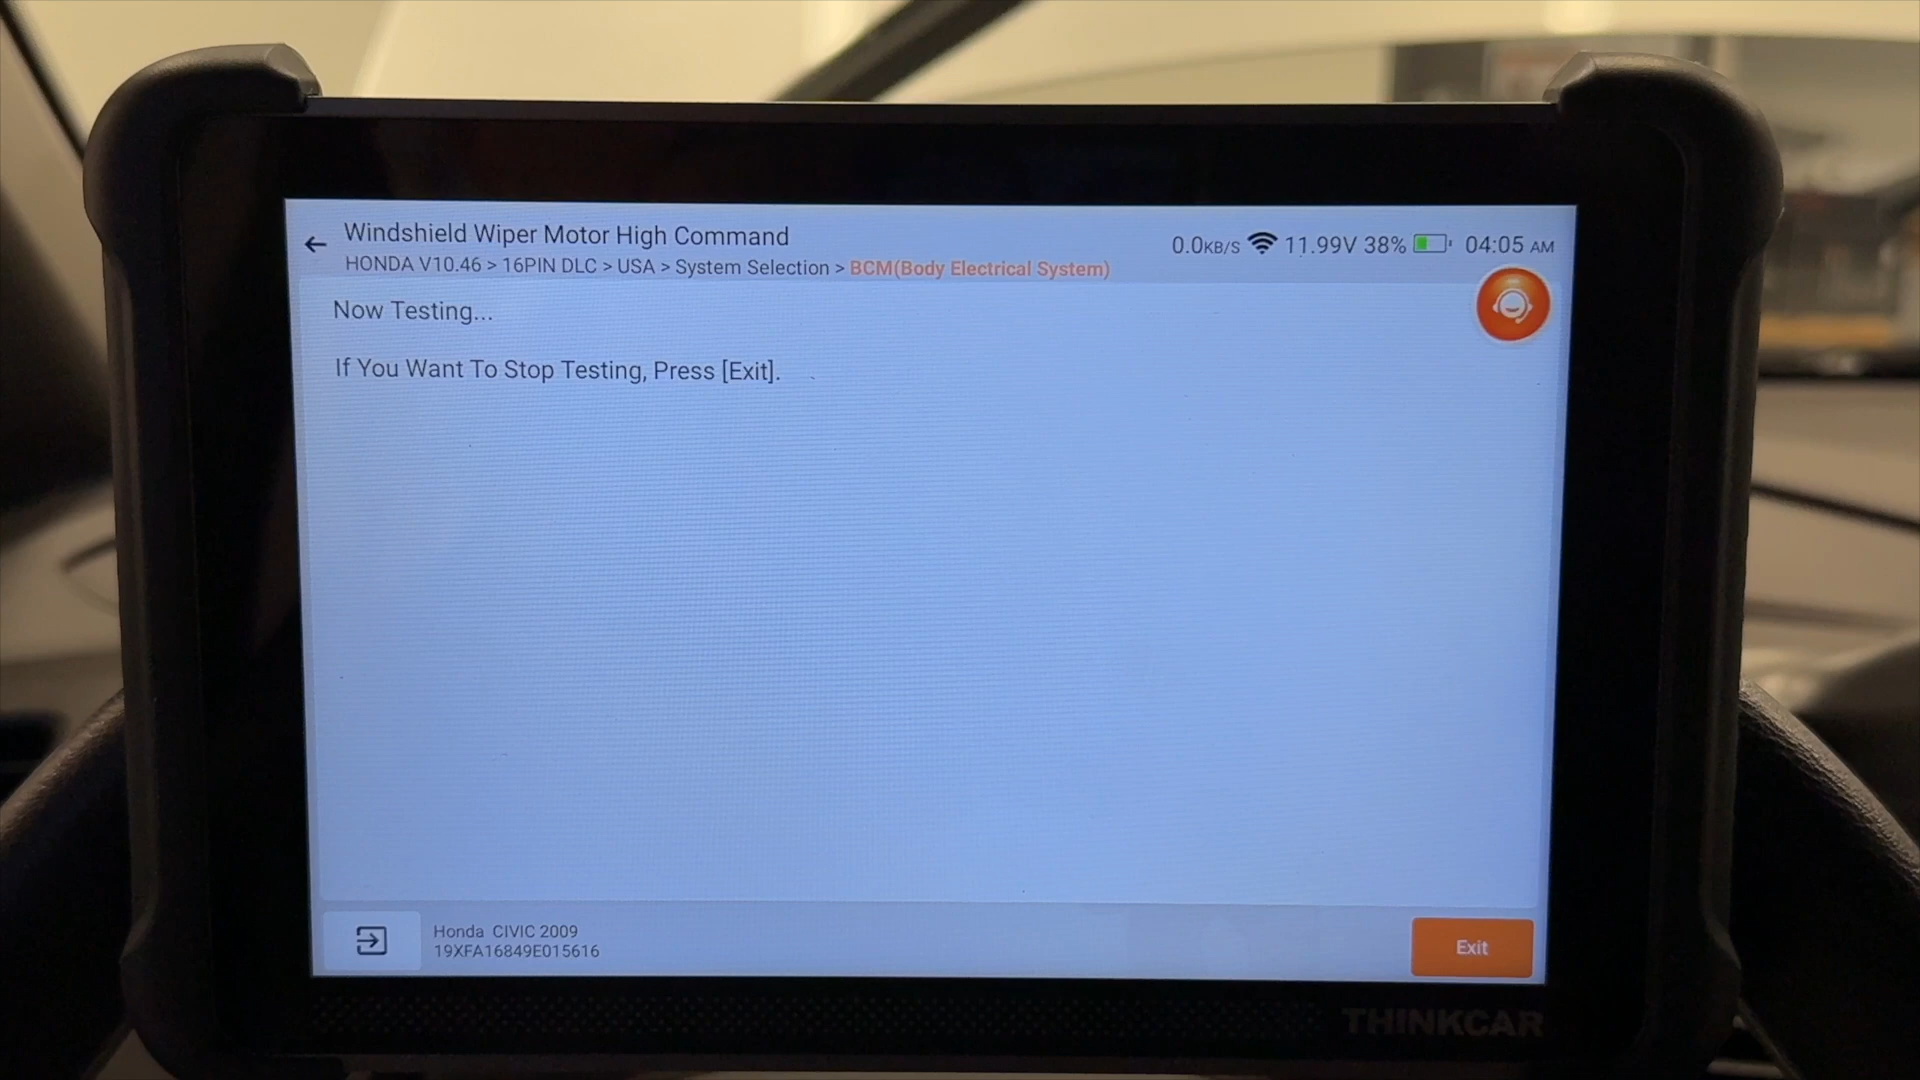 Windshield Wiper Motor High Command
HONDA V10.46 > 16PIN DLC > USA > System Selection > BCM(Body Electrical System)
0.0KB/S 11.99V 38% 04:05 AM
Now Testing...
If You Want To Stop Testing, Press [Exit].
Honda CIVIC 2009
19XFA16849E015616
Exit
THINKCAR